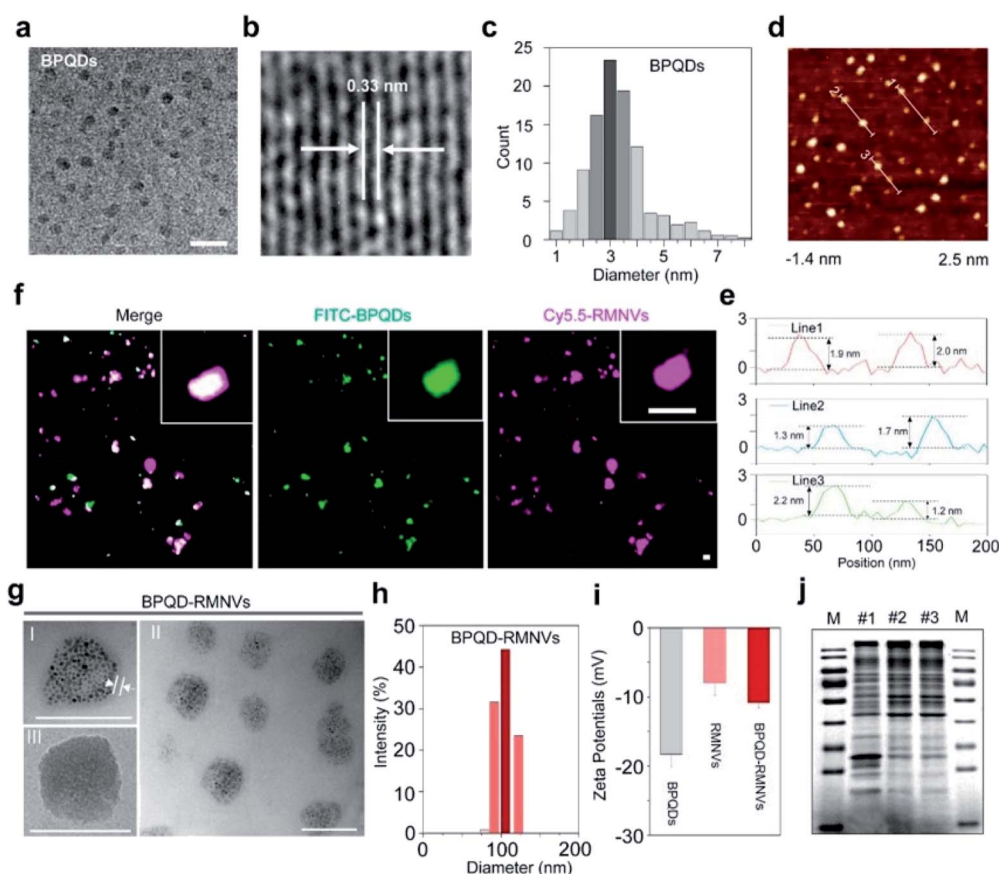 a
BPQDs
b
0.33 nm
c
25
20
15
10
5
0
Count
BPQDs
1
3
5
7
Diameter (nm)
d
1
2
3
-1.4 nm
2.5 nm
f
Merge
FITC-BPQDs
Cy5.5-RMNVs
e
3
0
Line1
1.9 nm
2.0 nm
3
0
Line2
1.3 nm
1.7 nm
3
0
Line3
2.2 nm
1.2 nm
0
50
100
150
200
Position (nm)
g
BPQD-RMNVs
I
II
III
h
50
40
30
20
10
0
Intensity (%)
BPQD-RMNVs
0
100
200
Diameter (nm)
i
0
-10
-20
-30
Zeta Potentials (mV)
BPQDs
RMNVs
BPQD-RMNVs
j
M #1 #2 #3 M